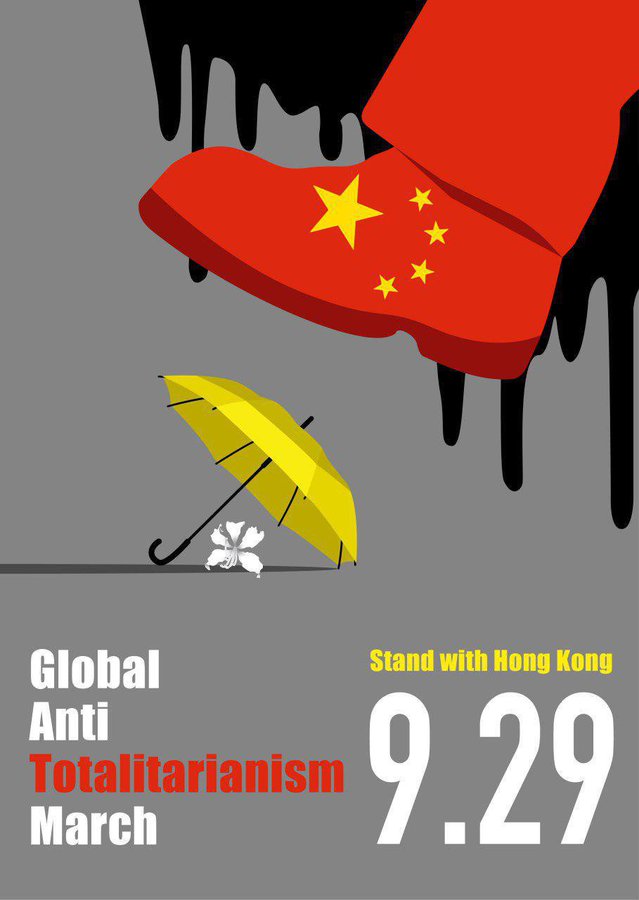 Global
Anti
Totalitarianism
March
Stand with Hong Kong
9.29